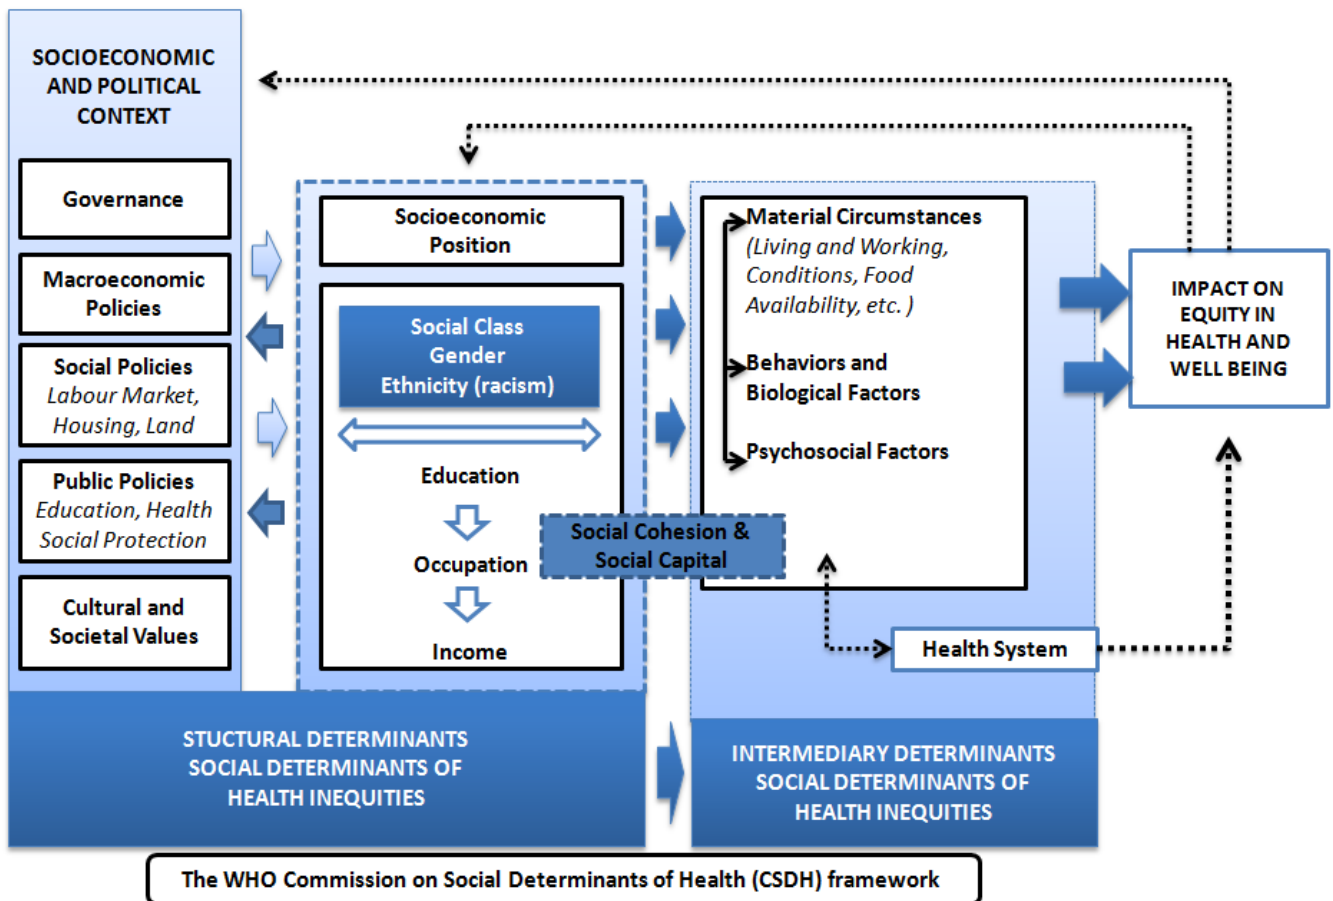 SOCIOECONOMIC
AND POLITICAL
CONTEXT
Governance
Macroeconomic
Policies
Social Policies
Labour Market,
Housing, Land
Public Policies
Education, Health
Social Protection
Cultural and
Societal Values
Socioeconomic
Position
Social Class
Gender
Ethnicity (racism)
Education
Occupation
Income
Social Cohesion &
Social Capital
Material Circumstances
(Living and Working,
Conditions, Food
Availability, etc. )
Behaviors and
Biological Factors
Psychosocial Factors
Health System
IMPACT ON
EQUITY IN
HEALTH AND
WELL BEING
STUCTURAL DETERMINANTS
SOCIAL DETERMINANTS OF
HEALTH INEQUITIES
INTERMEDIARY DETERMINANTS
SOCIAL DETERMINANTS OF
HEALTH INEQUITIES
The WHO Commission on Social Determinants of Health (CSDH) framework